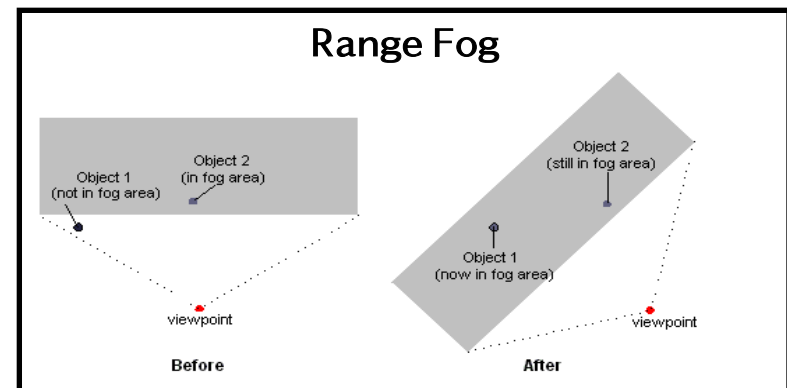 Range Fog
Object 1
(not in fog area)
Object 2
(in fog area)
viewpoint
Before
Object 2
(still in fog area)
Object 1
(now in fog area)
viewpoint
After